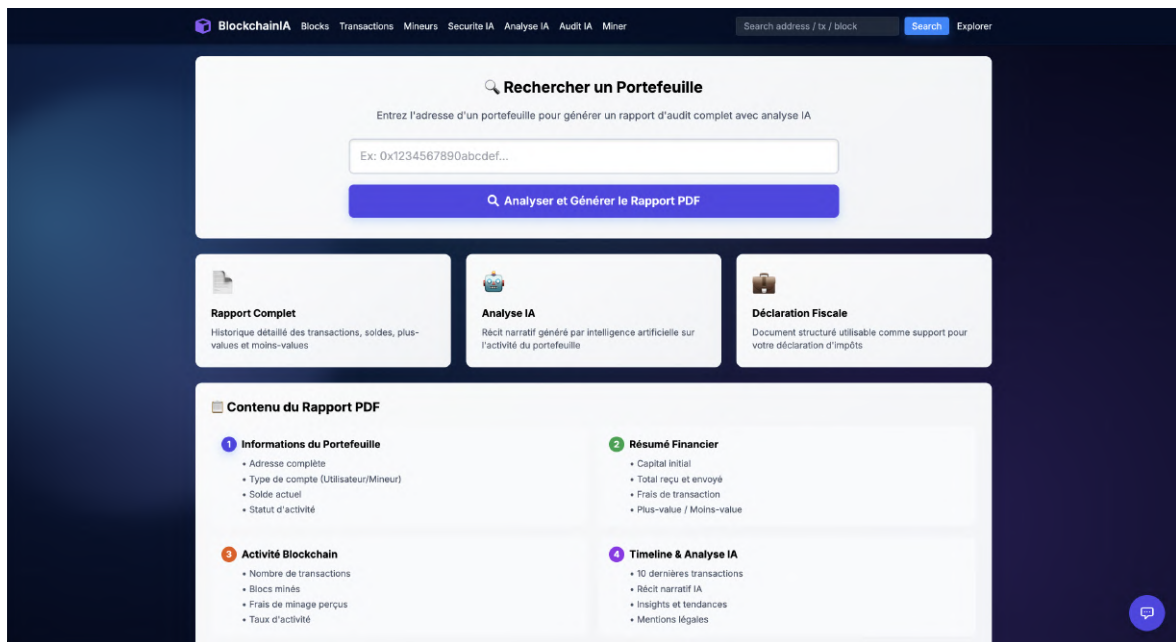 BlockchainIA Blocks Transactions Mineurs Securite IA Analyse IA Audit IA Miner Search address / tx / block Search Explorer
Rechercher un Portefeuille
Entrez l'adresse d'un portefeuille pour générer un rapport d'audit complet avec analyse IA
Ex: 0x1234567890abcdef...
Analyser et Générer le Rapport PDF
Rapport Complet
Historique détaillé des transactions, soldes, plus-
values et moins-values
Analyse IA
Récit narratif généré par intelligence artificielle sur
l'activité du portefeuille
Déclaration Fiscale
Document structuré utilisable comme support pour
votre déclaration d'impôts
Contenu du Rapport PDF
1 Informations du Portefeuille
• Adresse complète
• Type de compte (Utilisateur/Mineur)
• Solde actuel
• Statut d'activité
2 Résumé Financier
• Capital initial
• Total reçu et envoyé
• Frais de transaction
• Plus-value / Moins-value
3 Activité Blockchain
• Nombre de transactions
• Blocs minés
• Frais de minage perçus
• Taux d'activité
4 Timeline & Analyse IA
• 10 dernières transactions
• Récit narratif IA
• Insights et tendances
• Mentions légales